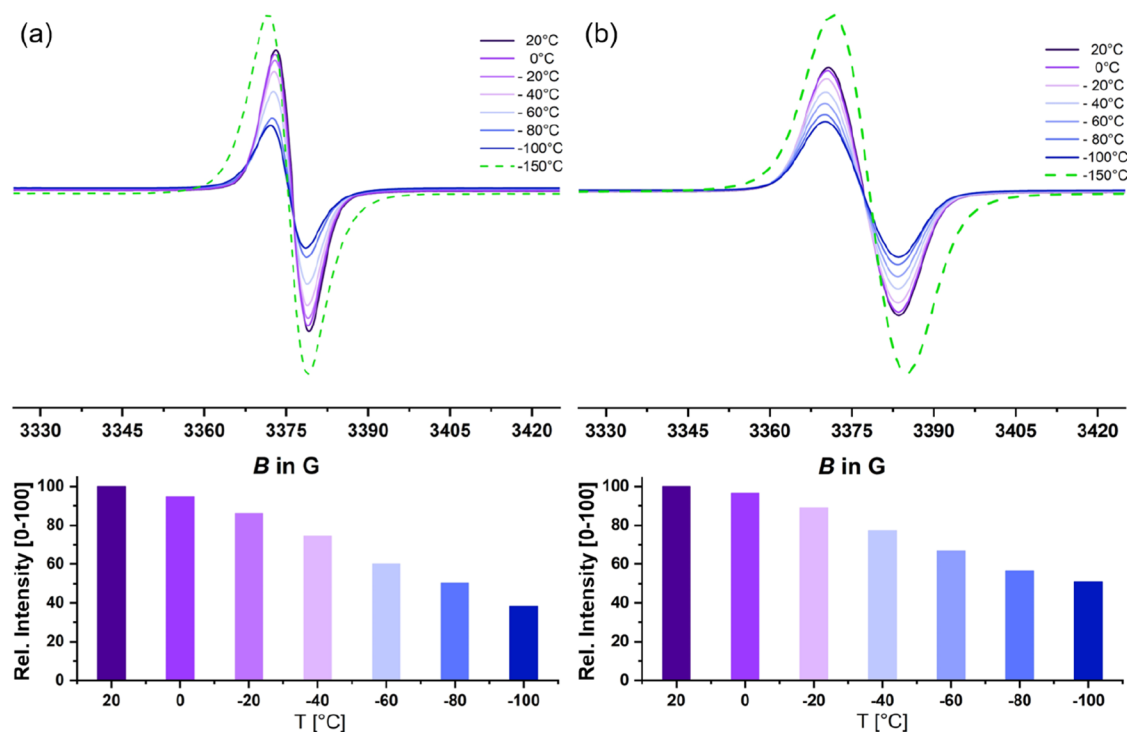 (a)
20°C
0°C
- 20°C
- 40°C
- 60°C
- 80°C
-100°C
-150°C
3330 3345 3360 3375 3390 3405 3420
B in G
Rel. Intensity [0-100]
100
80
60
40
20
0
20 0 -20 -40 -60 -80 -100
T [°C]
(b)
20°C
0°C
- 20°C
- 40°C
- 60°C
- 80°C
-100°C
-150°C
3330 3345 3360 3375 3390 3405 3420
B in G
Rel. Intensity [0-100]
100
80
60
40
20
0
20 0 -20 -40 -60 -80 -100
T [°C]